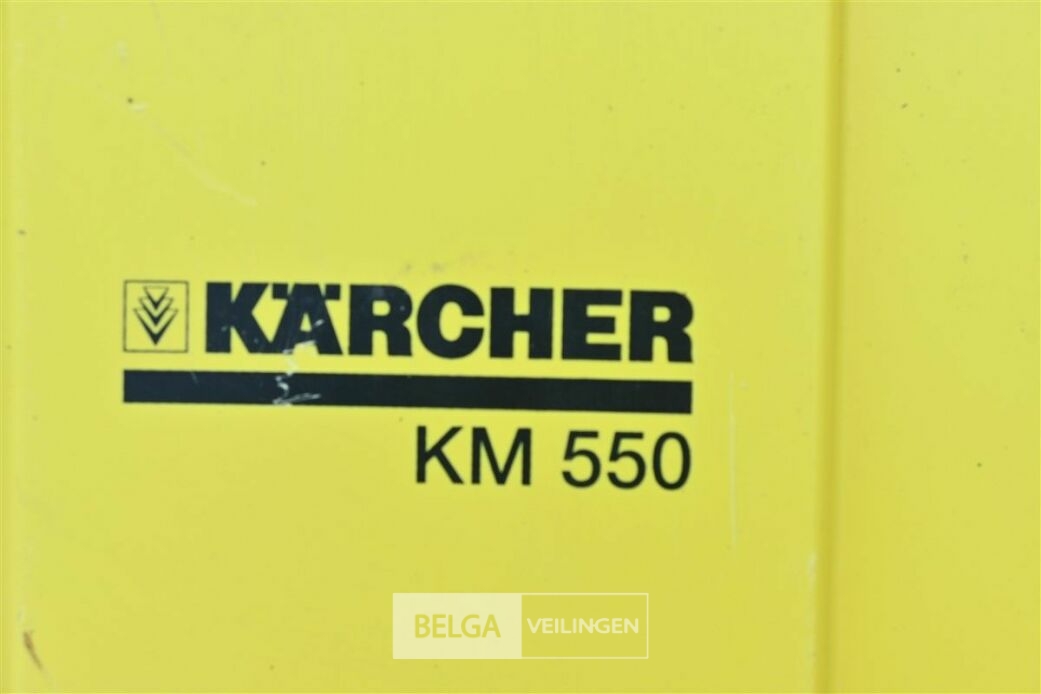 KÄRCHER
KM 550
BELGA VEILINGEN